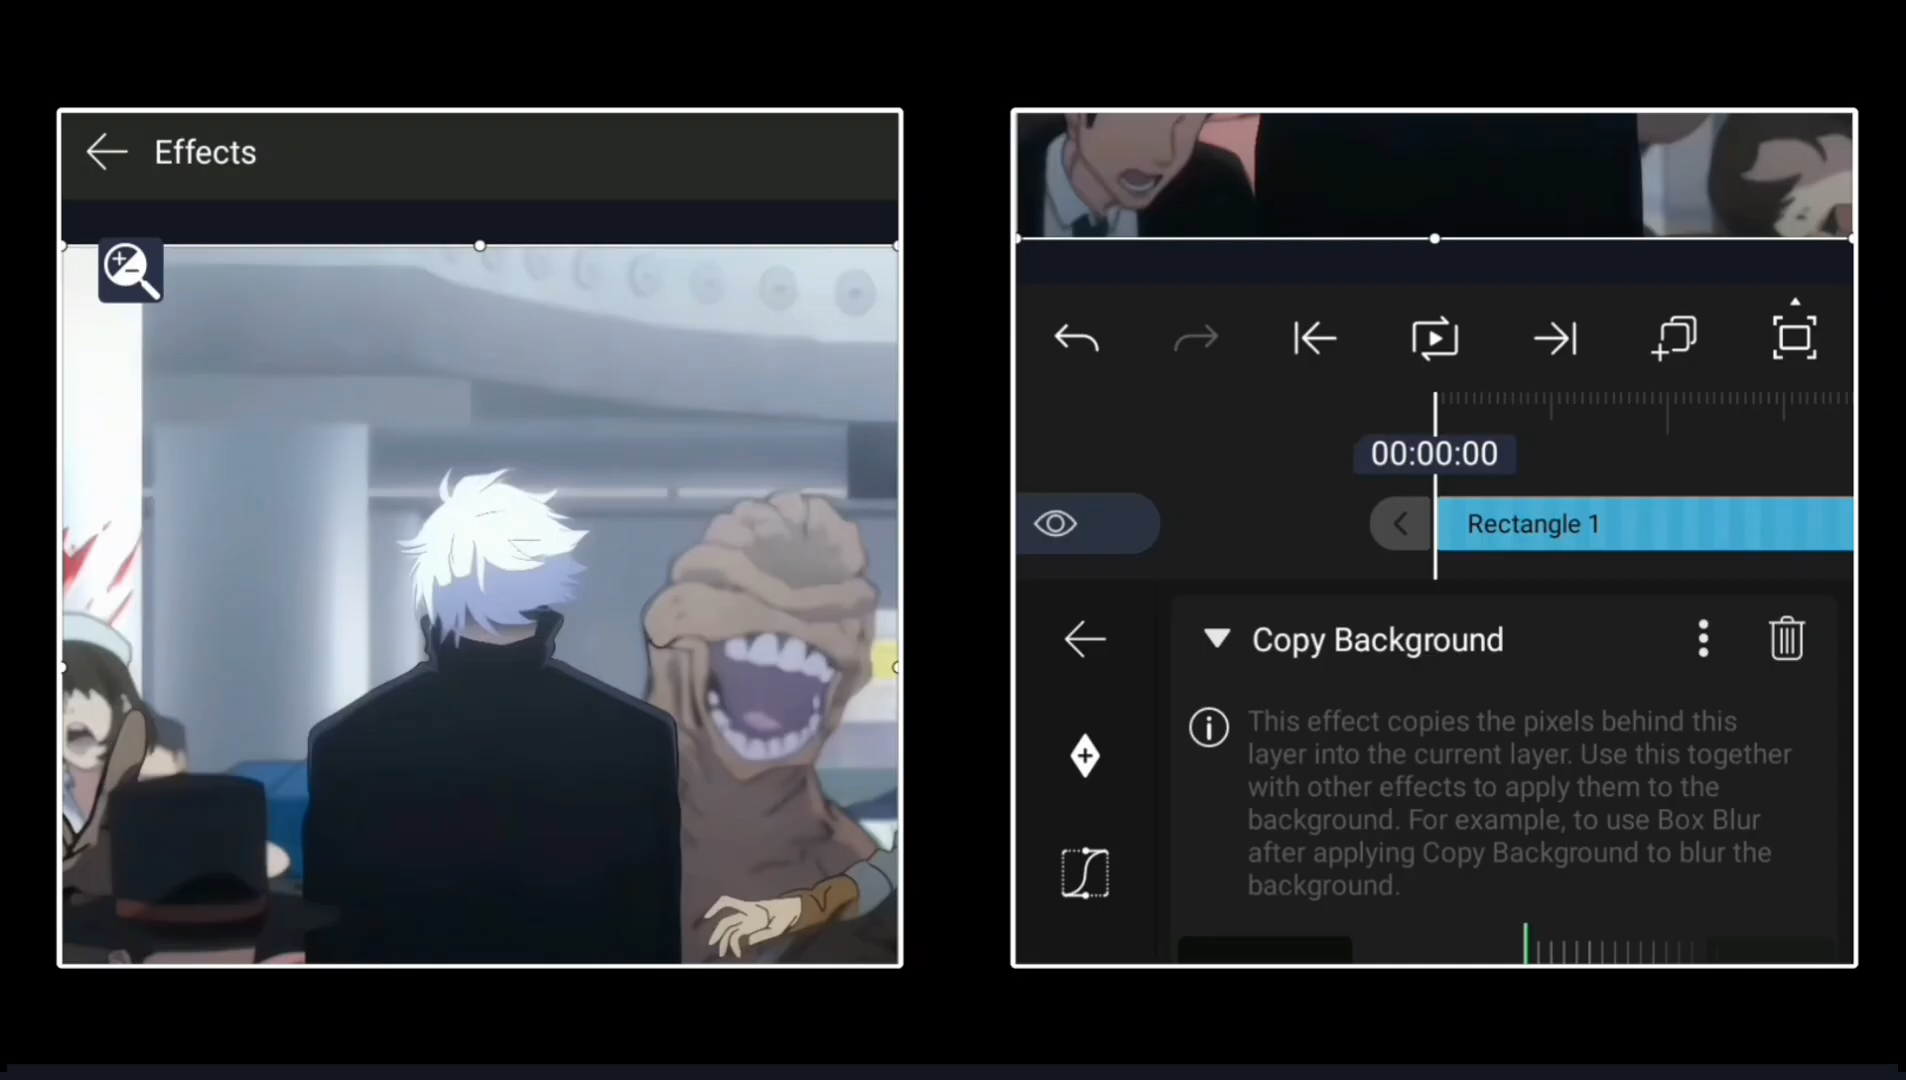 Effects
00:00:00
Rectangle 1
Copy Background
This effect copies the pixels behind this
layer into the current layer. Use this together
with other effects to apply them to the
background. For example, to use Box Blur
after applying Copy Background to blur the
background.